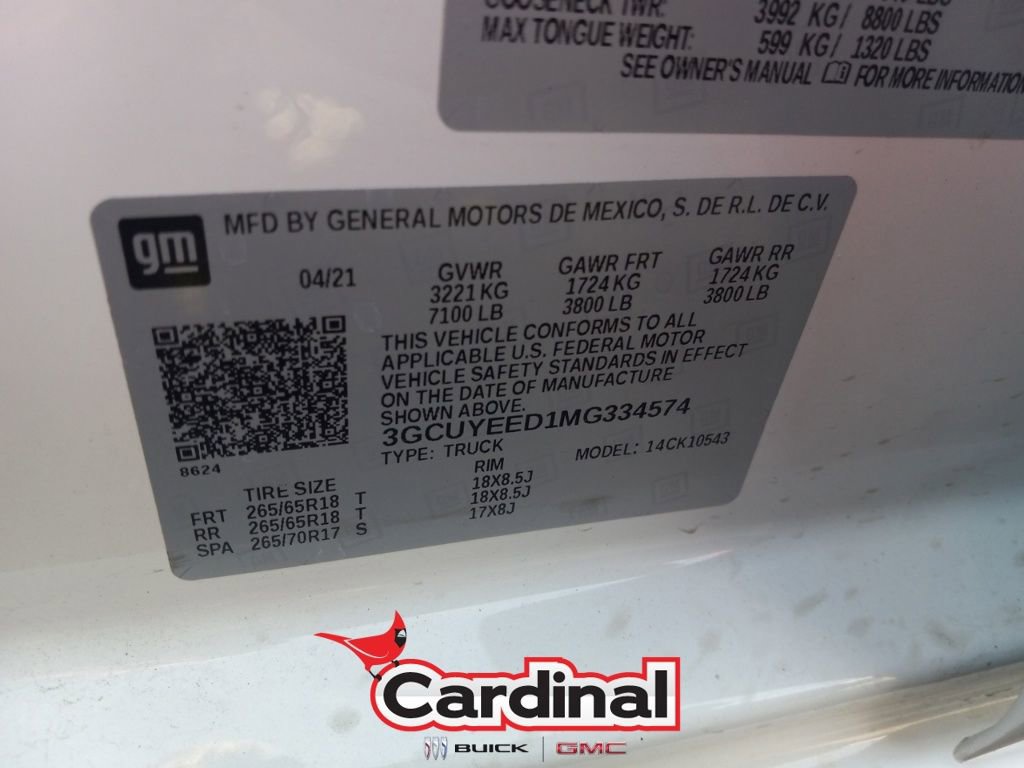 GOOSENECK TWR: 3992 KG/ 8800 LBS
MAX TONGUE WEIGHT: 599 KG/ 1320 LBS
SEE OWNER'S MANUAL FOR MORE INFORMATION
gm
MFD BY GENERAL MOTORS DE MEXICO, S. DE R.L. DE C.V.
04/21 GVWR GAWR FRT GAWR RR
3221 KG 1724 KG 1724 KG
7100 LB 3800 LB 3800 LB
THIS VEHICLE CONFORMS TO ALL
APPLICABLE U.S. FEDERAL MOTOR
VEHICLE SAFETY STANDARDS IN EFFECT
ON THE DATE OF MANUFACTURE
SHOWN ABOVE.
3GCUYEED1MG334574
TYPE: TRUCK MODEL: 14CK10543
8624
TIRE SIZE RIM
FRT 265/65R18 T 18X8.5J
RR 265/65R18 T 18X8.5J
SPA 265/70R17 S 17X8J
Cardinal
BUICK GMC